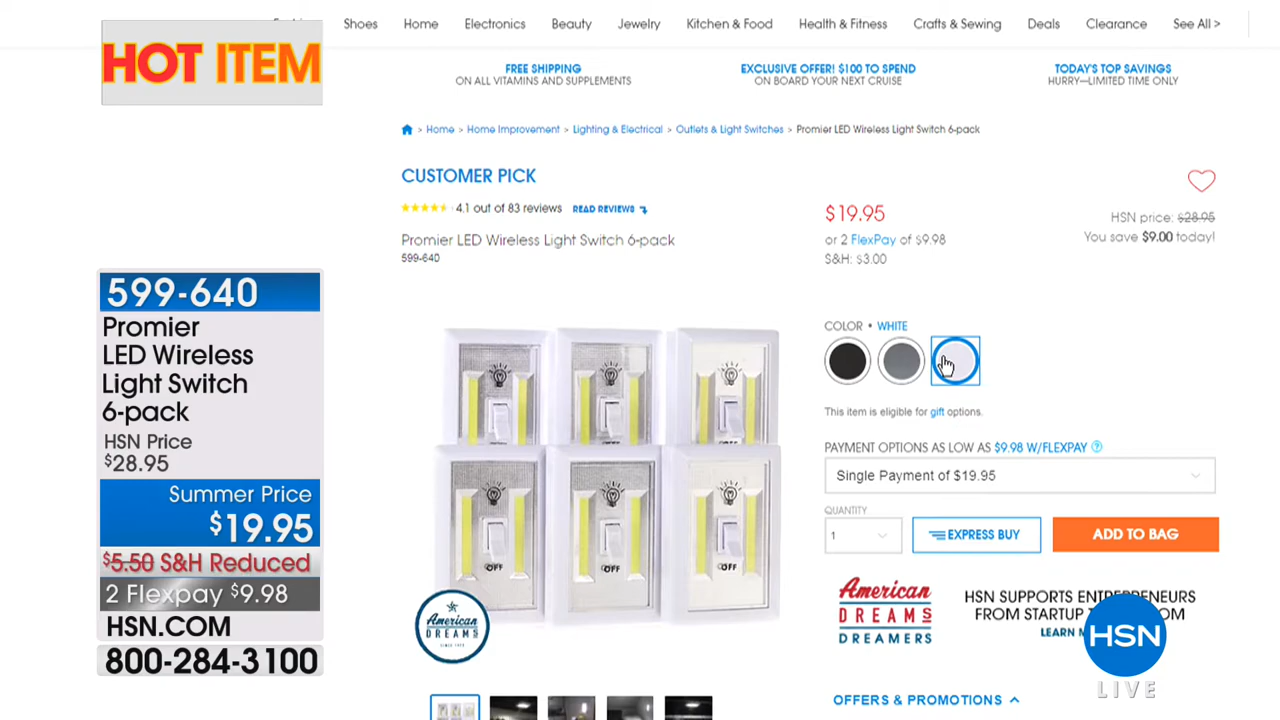 HOT ITEM
Shoes
Home
Electronics
Beauty
Jewelry
Kitchen & Food
Health & Fitness
Crafts & Sewing
Deals
Clearance
See All >
FREE SHIPPING
ON ALL VITAMINS AND SUPPLEMENTS
EXCLUSIVE OFFER! $100 TO SPEND
ON BOARD YOUR NEXT CRUISE
TODAY'S TOP SAVINGS
HURRY—LIMITED TIME ONLY
> Home > Home Improvement > Lighting & Electrical > Outlets & Light Switches > Promier LED Wireless Light Switch 6-pack
CUSTOMER PICK
4.1 out of 83 reviews READ REVIEWS
Promier LED Wireless Light Switch 6-pack
599-640
$19.95
or 2 FlexPay of $9.98
S&H: $3.00
HSN price: $28.95
You save $9.00 today!
COLOR • WHITE
This item is eligible for gift options.
PAYMENT OPTIONS AS LOW AS $9.98 W/FLEXPAY ?
Single Payment of $19.95
QUANTITY
1
EXPRESS BUY
ADD TO BAG
American
DREAMS
DREAMERS
HSN SUPPORTS
FROM STARTUP
LEARN
HSN
LIVE
OFFERS & PROMOTIONS
OFF
OFF
OFF
American
DREAMS
599-640
Promier
LED Wireless
Light Switch
6-pack
HSN Price
$28.95
Summer Price
$19.95
$5.50 S&H Reduced
2 Flexpay $9.98
HSN.COM
800-284-3100